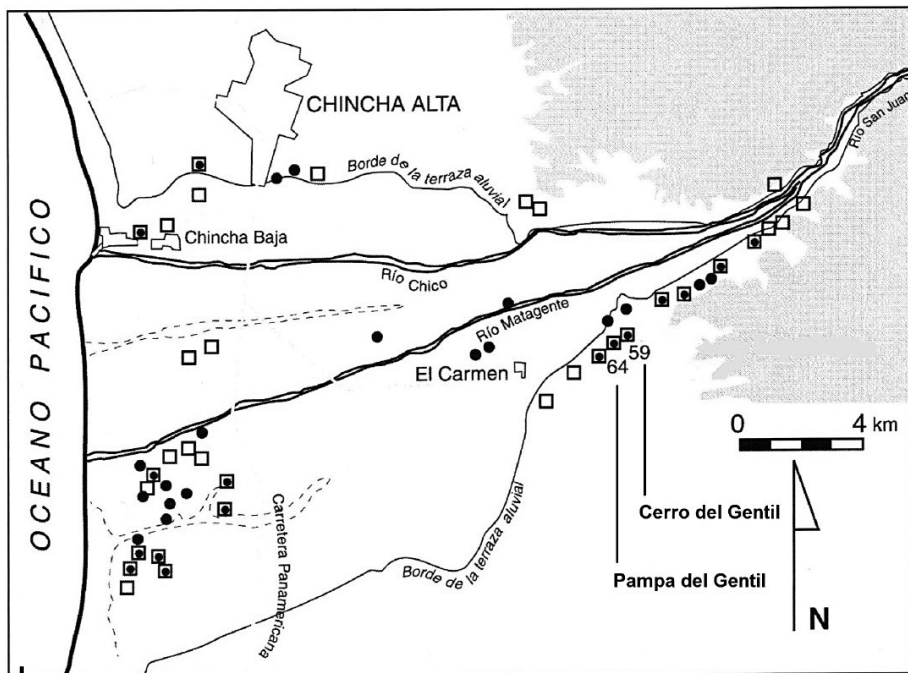 CHINCHA ALTA
Río San Juan
Borde de
la terraza aluvial
OCEANO PACIFICO
Chincha Baja
Río Chico
Río Matagente
El Carmen
59
64
0 4 km
Carretera Panamericana
Cerro del Gentil
Borde de la terraza aluvial
Pampa del Gentil
N